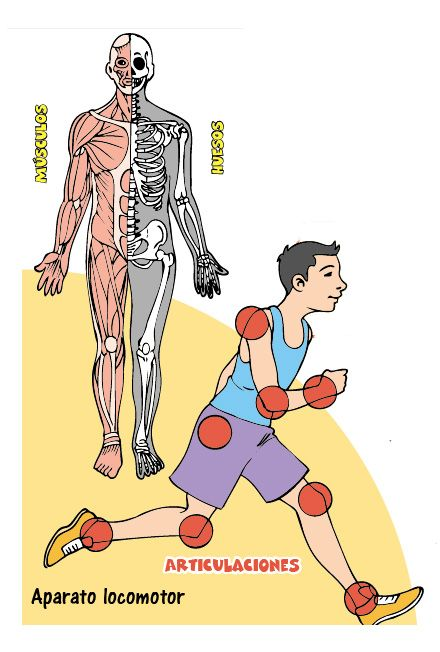 MÚSCULOS
HUESOS
ARTICULACIONES
Aparato locomotor